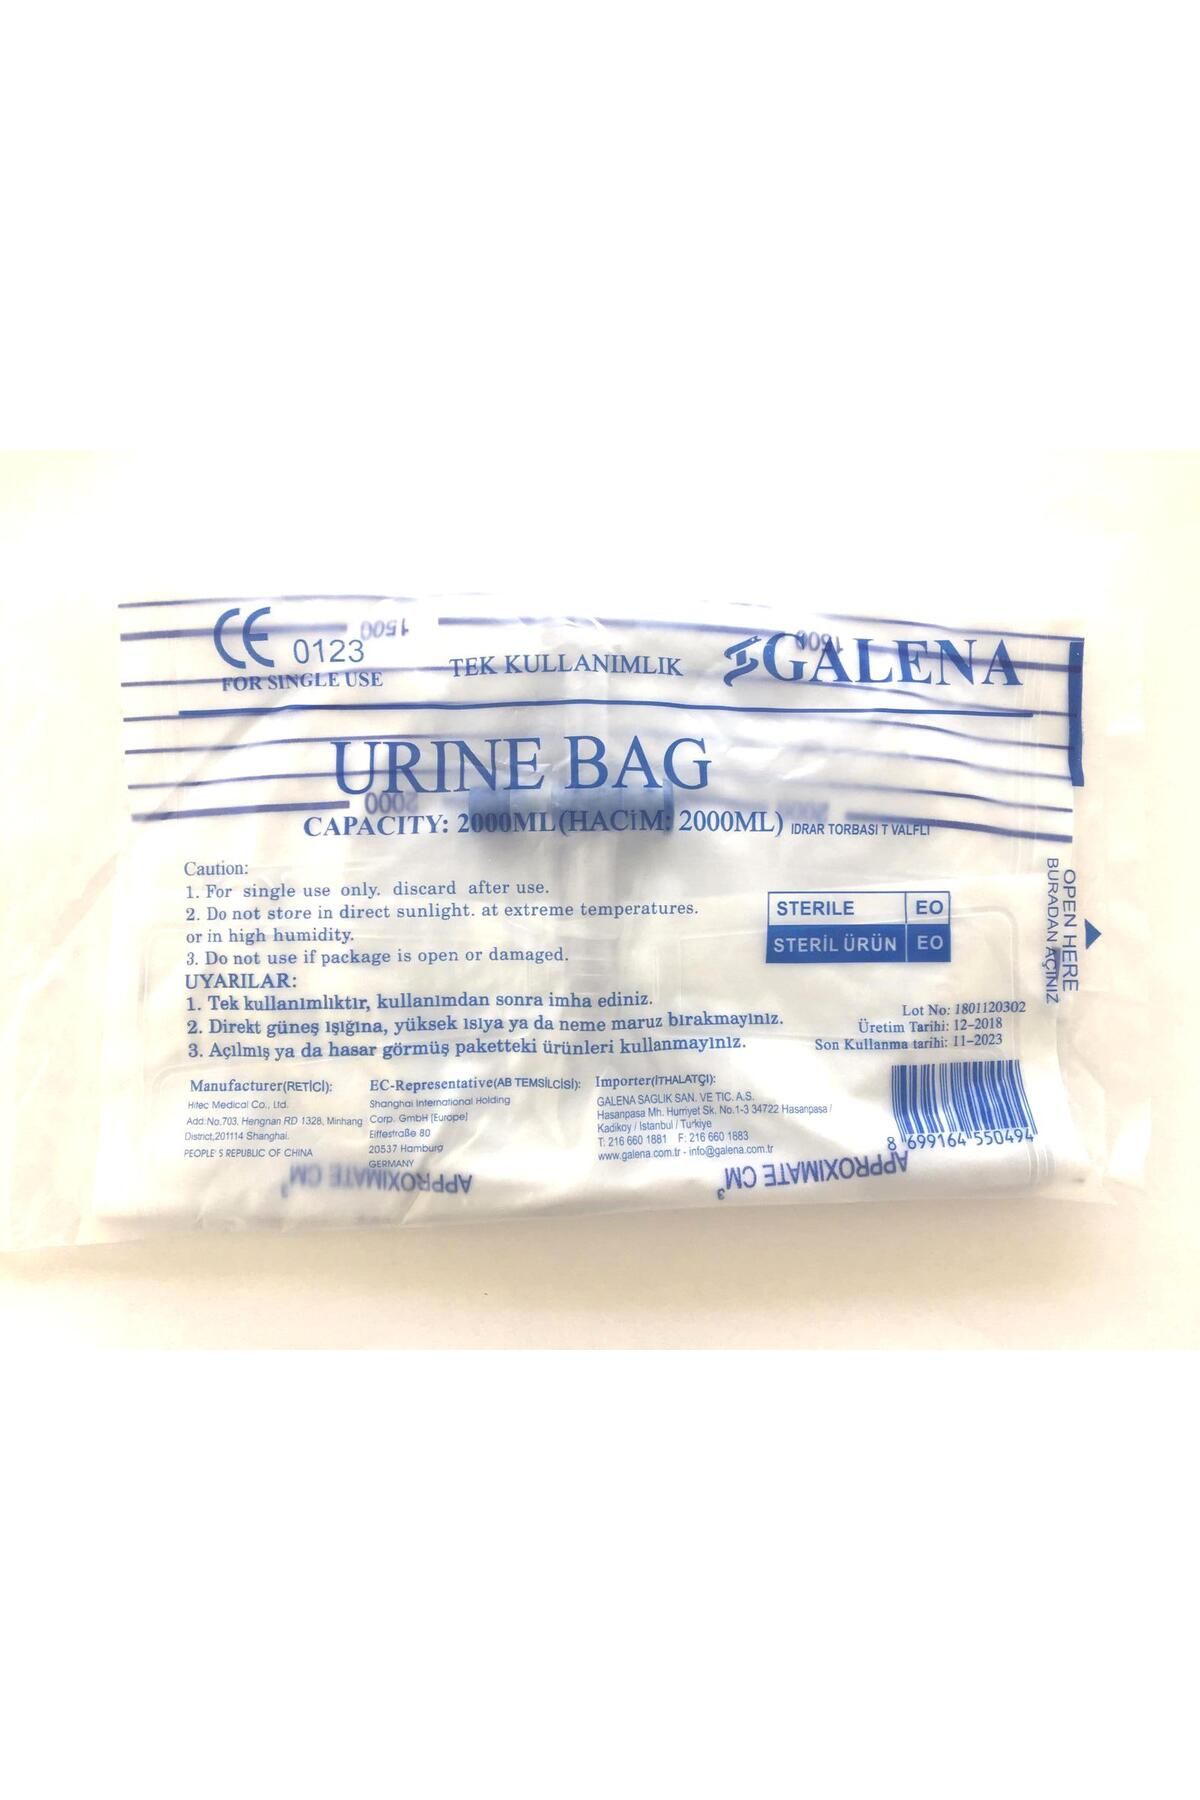 CE 0123
FOR SINGLE USE
1500
TEK KULLANIMLIK
1500
GALENA
URINE BAG
2000
CAPACITY: 2000ML(HACİM: 2000ML) IDRAR TORBASI T VALFLI
Caution:
1. For single use only. discard after use.
2. Do not store in direct sunlight. at extreme temperatures.
or in high humidity.
3. Do not use if package is open or damaged.
UYARILAR:
1. Tek kullanımlıktır, kullanımdan sonra imha ediniz.
2. Direkt güneş ışığına, yüksek ısıya ya da neme maruz bırakmayınız.
3. Açılmış ya da hasar görmüş paketteki ürünleri kullanmayınız.
STERILE EO
STERİL ÜRÜN EO
OPEN HERE
BURADAN AÇINIZ
Lot No: 1801120302
Üretim Tarihi: 12-2018
Son Kullanma tarihi: 11-2023
Manufacturer(RETİCİ):
Hitec Medical Co., Ltd.
Add:No.703, Hengnan RD 1328, Minhang
District,201114 Shanghai.
PEOPLE'S REPUBLIC OF CHINA
EC-Representative(AB TEMSİLCİSİ):
Shanghai International Holding
Corp. GmbH (Europe)
Eiffestraße 80
20537 Hamburg
GERMANY
Importer(İTHALATÇI):
GALENA SAGLIK SAN. VE TIC. A.S.
Hasanpasa Mh. Hurriyet Sk. No.1-3 34722 Hasanpasa /
Kadikoy / Istanbul / Turkiye
T: 216 660 1881 F: 216 660 1883
www.galena.com.tr - info@galena.com.tr
8 699164 550494
APPROXIMATE CM³
APPROXIMATE CM³